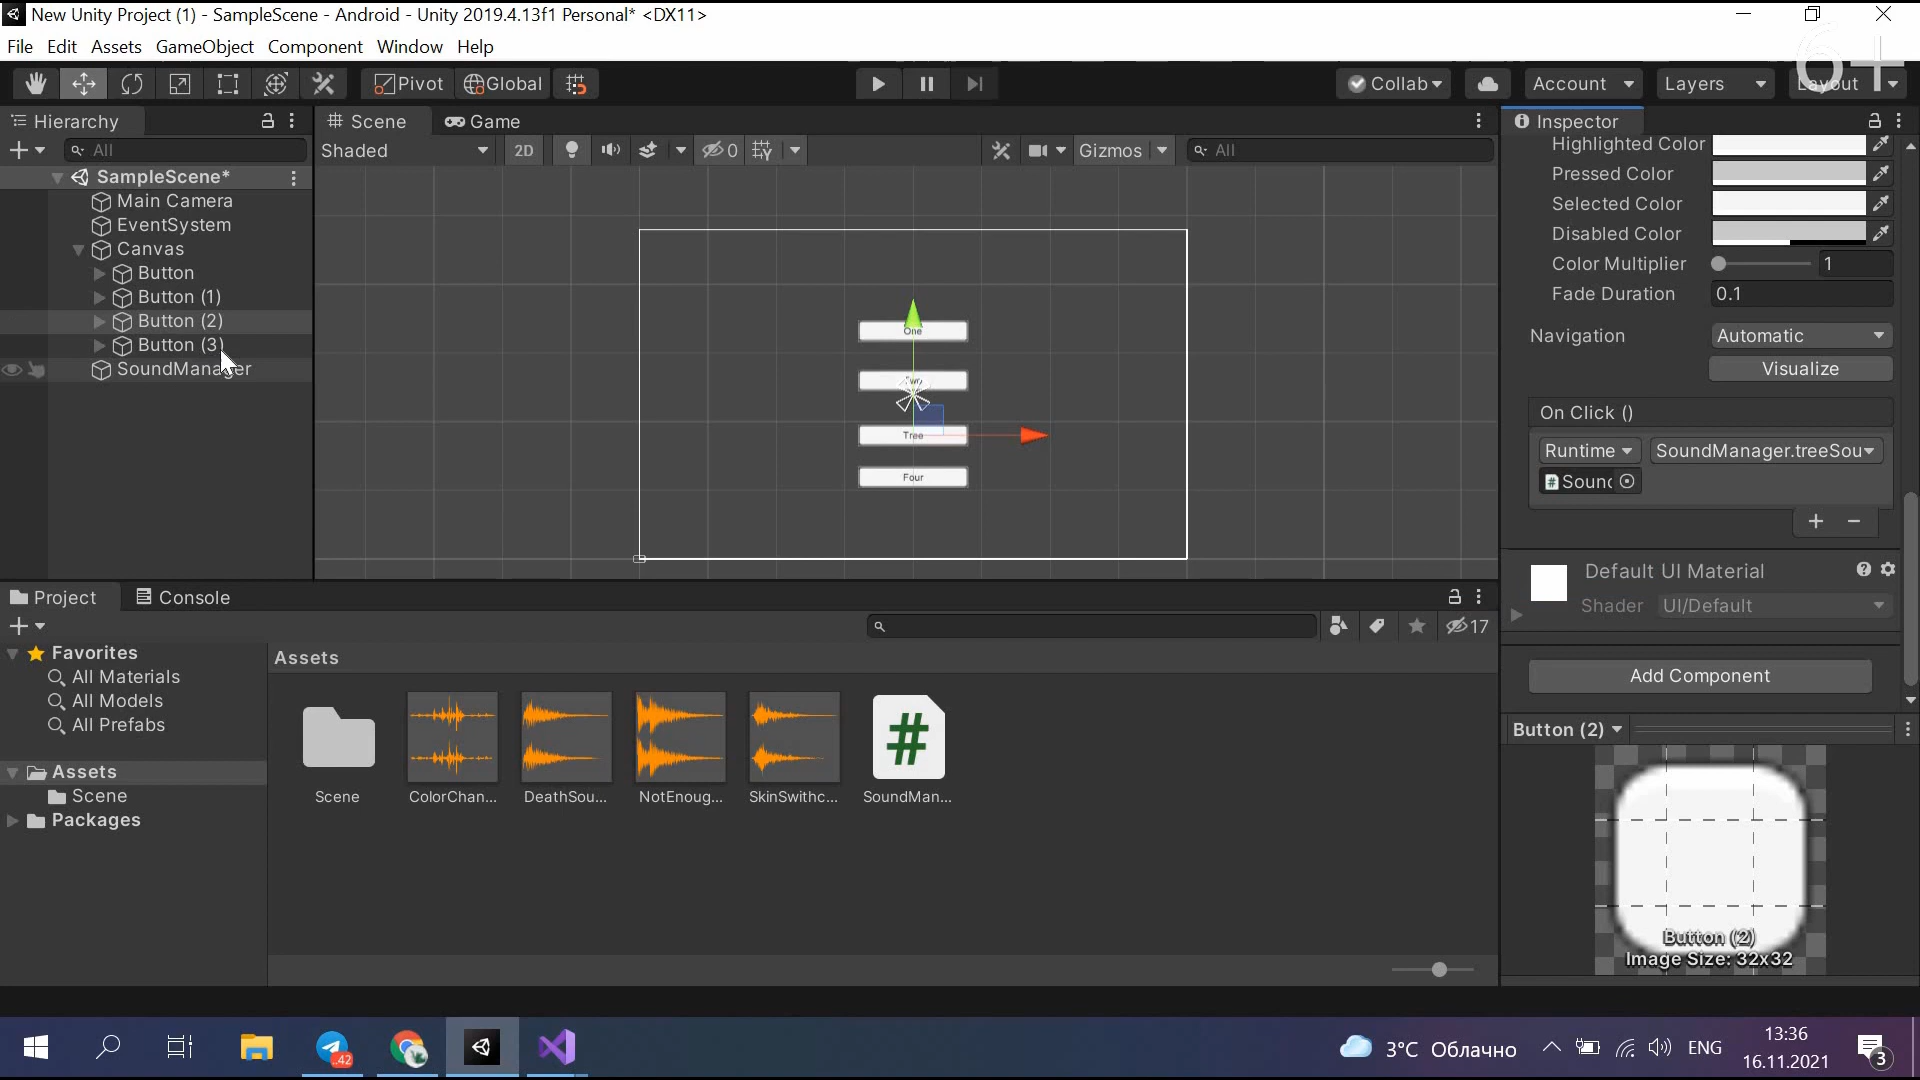 New Unity Project (1) - SampleScene - Android - Unity 2019.4.13f1 Personal* <DX11>
6+
File Edit Assets GameObject Component Window Help
Pivot Global Collab Account Layers Layout
Hierarchy
All
SampleScene*
Main Camera
EventSystem
Canvas
Button
Button (1)
Button (2)
Button (3)
SoundManager
Scene Game
Shaded 2D 0 Gizmos All
One
Tree
Four
Inspector
Highlighted Color
Pressed Color
Selected Color
Disabled Color
Color Multiplier 1
Fade Duration 0.1
Navigation Automatic
Visualize
On Click ()
Runtime SoundManager.treeSou
# Sound
+ −
Default UI Material
Shader UI/Default
Add Component
Button (2)
Button (2)
Image Size: 32x32
Project Console
17
Favorites
All Materials
All Models
All Prefabs
Assets
Scene
Packages
Assets
Scene
ColorChan...
DeathSou...
NotEnoug...
SkinSwithc...
#
SoundMan...
42
3°C Облачно
ENG
13:36
16.11.2021
3